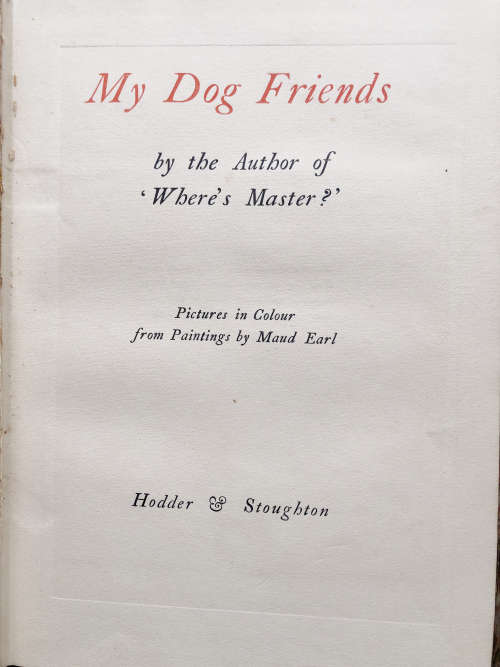 My Dog Friends
by the Author of
‘Where’s Master?’
Pictures in Colour
from Paintings by Maud Earl
Hodder & Stoughton